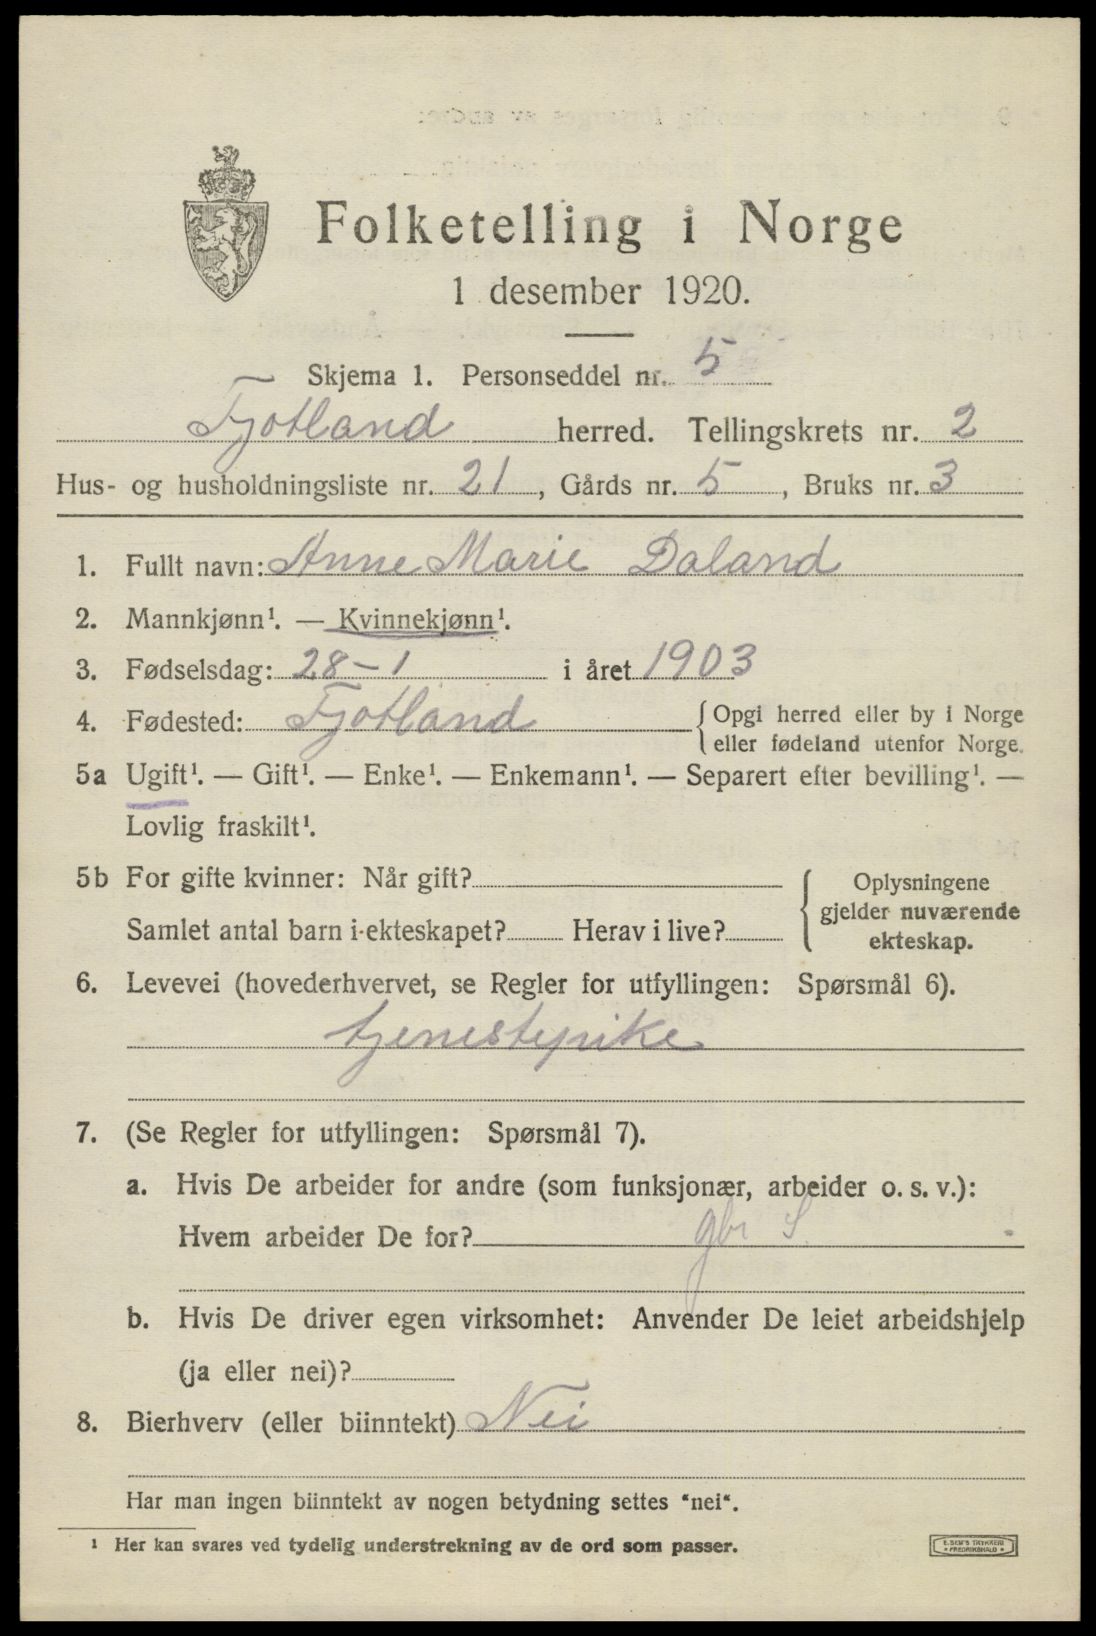 Folketelling i Norge
1 desember 1920.
Skjema 1. Personseddel nr. 5
Fjotland herred. Tellingskrets nr. 2
Hus- og husholdningsliste nr. 21, Gårds nr. 5, Bruks nr. 3
1. Fullt navn: Anne Marie Daland
2. Mannkjønn¹. — Kvinnekjønn¹.
3. Fødselsdag: 28-1 i året 1903
4. Fødested: Fjotland {Opgi herred eller by i Norge
eller fødeland utenfor Norge.
5a Ugift¹. — Gift¹. — Enke¹. — Enkemann¹. — Separert efter bevilling¹. —
Lovlig fraskilt¹.
5b For gifte kvinner: Når gift?
Samlet antal barn i ekteskapet? Herav i live?
{ Oplysningene
gjelder nuværende
ekteskap.
6. Levevei (hovederhvervet, se Regler for utfyllingen: Spørsmål 6).
tjenestepike
7. (Se Regler for utfyllingen: Spørsmål 7).
a. Hvis De arbeider for andre (som funksjonær, arbeider o. s. v.):
Hvem arbeider De for? gbr S.
b. Hvis De driver egen virksomhet: Anvender De leiet arbeidshjelp
(ja eller nei)?
8. Bierhverv (eller biinntekt) Nei
Har man ingen biinntekt av nogen betydning settes "nei".
¹ Her kan svares ved tydelig understrekning av de ord som passer.
E. SEM'S TRYKKERI
• FREDRIKSHALD •